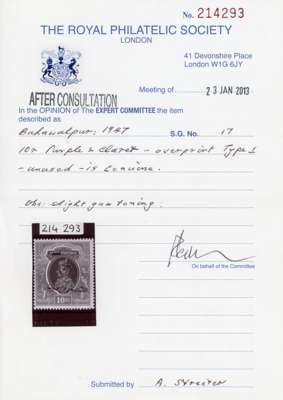 No. 214293
THE ROYAL PHILATELIC SOCIETY
LONDON
41 Devonshire Place
London W1G 6JY
Meeting of 23 JAN 2013
AFTER CONSULTATION
In the OPINION Of The EXPERT COMMITTEE the item
described as
Bahawalpur: 1947 S.G. No. 17
10r Purple & Claret - overprint Type 1
- unused - is Genuine.
Obs: slight gum toning.
214 293
On behalf of the Committee
Submitted by A. Streiter